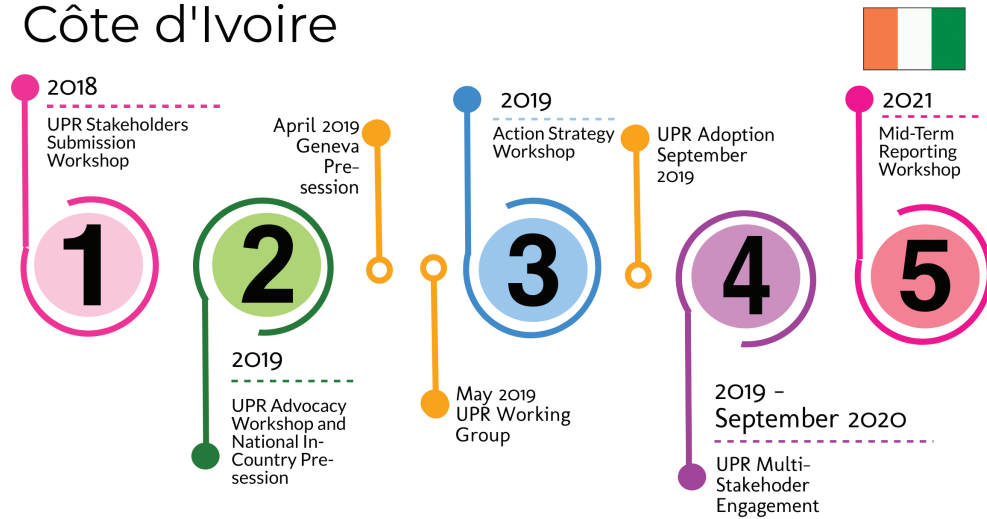 Côte d'Ivoire
2018
UPR Stakeholders
Submission
Workshop
1
2
2019
UPR Advocacy
Workshop and
National In-
Country Pre-
session
April 2019
Geneva
Pre-
session
May 2019
UPR Working
Group
2019
Action Strategy
Workshop
3
UPR Adoption
September
2019
4
2019 -
September 2020
UPR Multi-
Stakehoder
Engagement
2021
Mid-Term
Reporting
Workshop
5